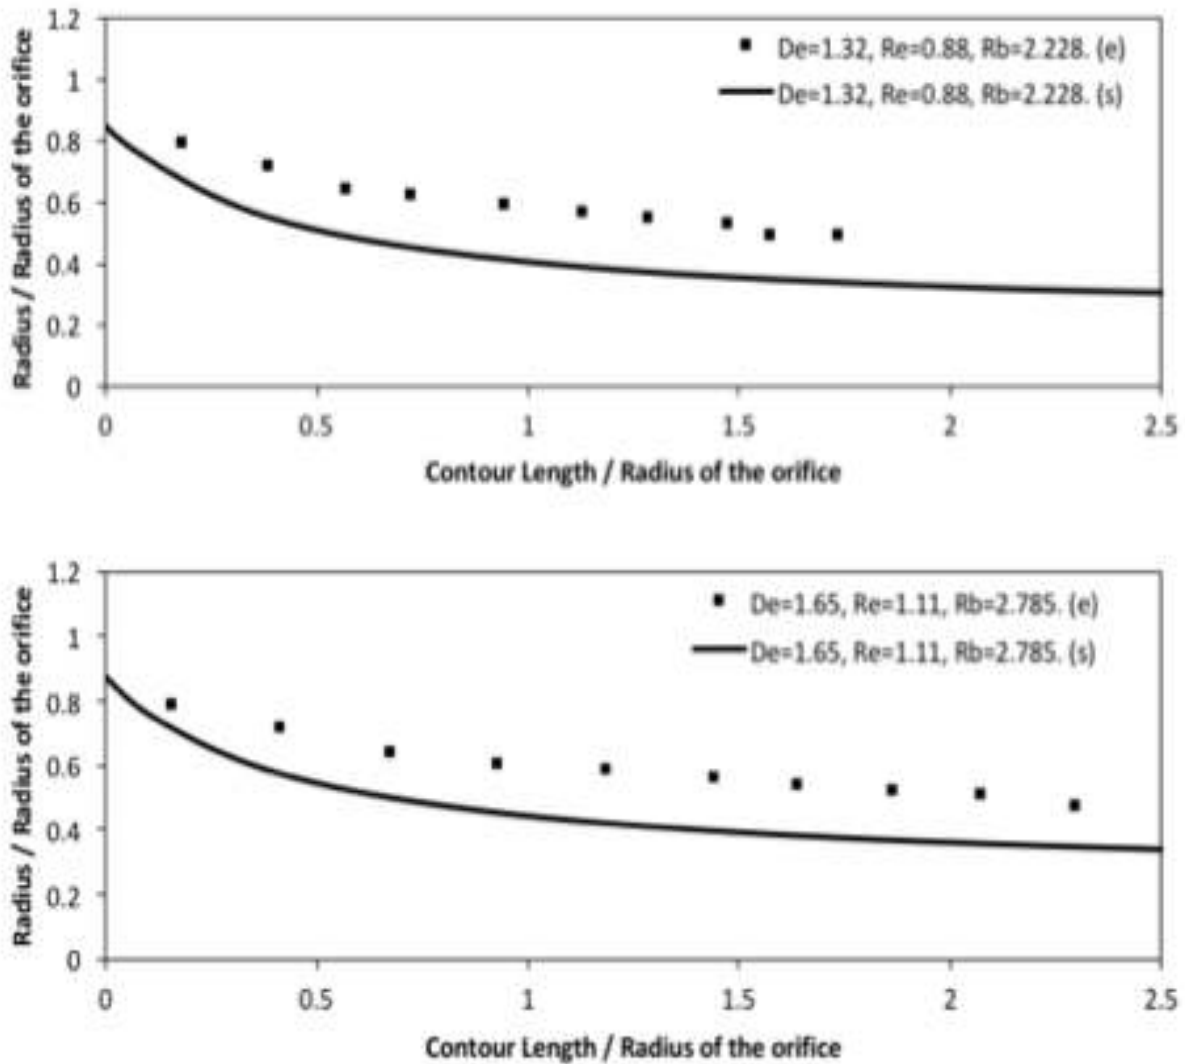 1.2
1
0.8
0.6
0.4
0.2
0
Radius / Radius of the orifice
De=1.32, Re=0.88, Rb=2.228. (e)
De=1.32, Re=0.88, Rb=2.228. (s)
0 0.5 1 1.5 2 2.5
Contour Length / Radius of the orifice
1.2
1
0.8
0.6
0.4
0.2
0
Radius / Radius of the orifice
De=1.65, Re=1.11, Rb=2.785. (e)
De=1.65, Re=1.11, Rb=2.785. (s)
0 0.5 1 1.5 2 2.5
Contour Length / Radius of the orifice